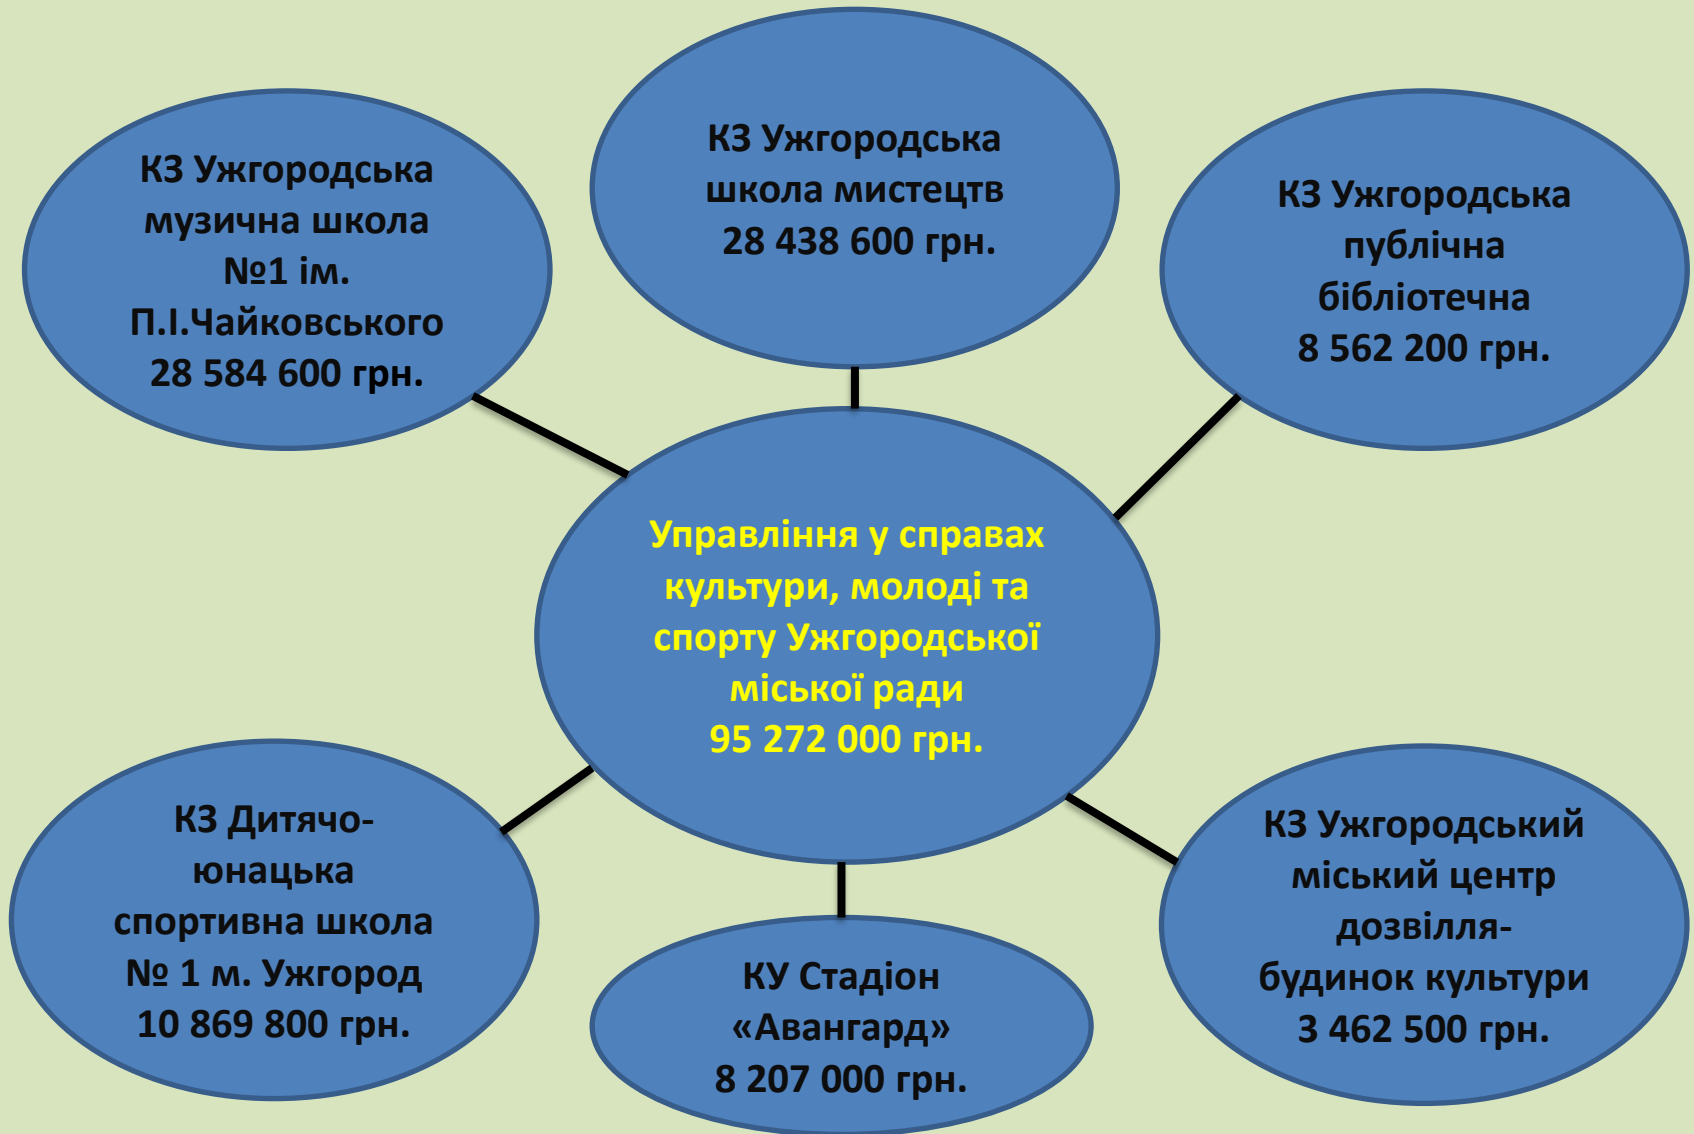 КЗ Ужгородська
музична школа
№1 ім.
П.І.Чайковського
28 584 600 грн.
КЗ Ужгородська
школа мистецтв
28 438 600 грн.
КЗ Ужгородська
публічна
бібліотечна
8 562 200 грн.
Управління у справах
культури, молоді та
спорту Ужгородської
міської ради
95 272 000 грн.
КЗ Дитячо-
юнацька
спортивна школа
№ 1 м. Ужгород
10 869 800 грн.
КУ Стадіон
«Авангард»
8 207 000 грн.
КЗ Ужгородський
міський центр
дозвілля-
будинок культури
3 462 500 грн.